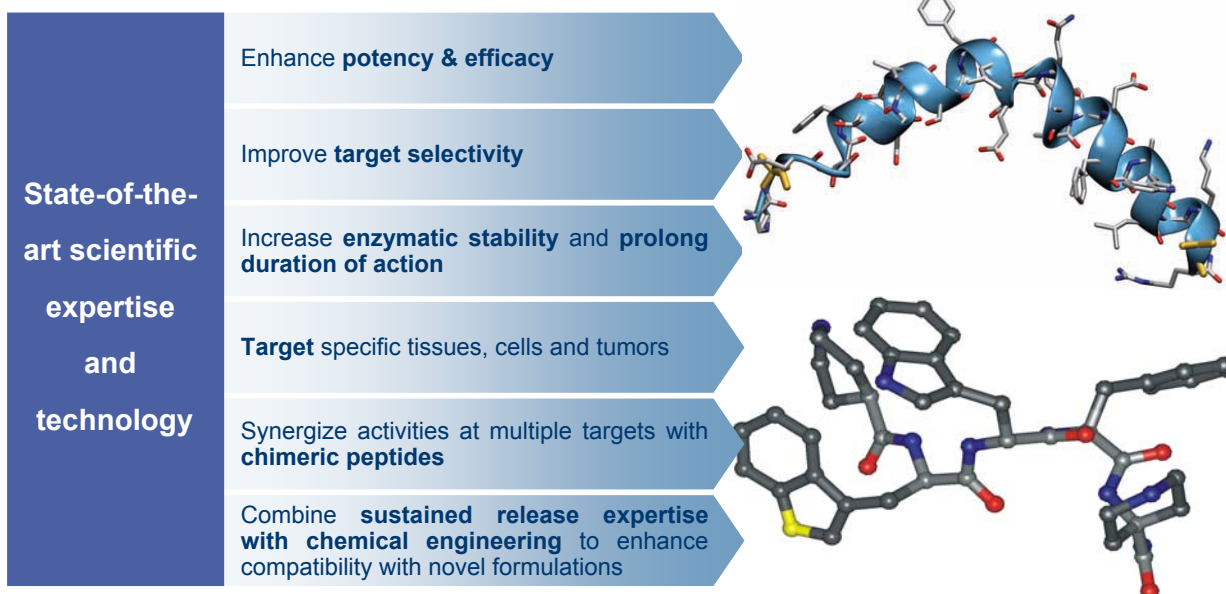 State-of-the-
art scientific
expertise
and
technology
Enhance potency & efficacy
Improve target selectivity
Increase enzymatic stability and prolong
duration of action
Target specific tissues, cells and tumors
Synergize activities at multiple targets with
chimeric peptides
Combine sustained release expertise
with chemical engineering to enhance
compatibility with novel formulations